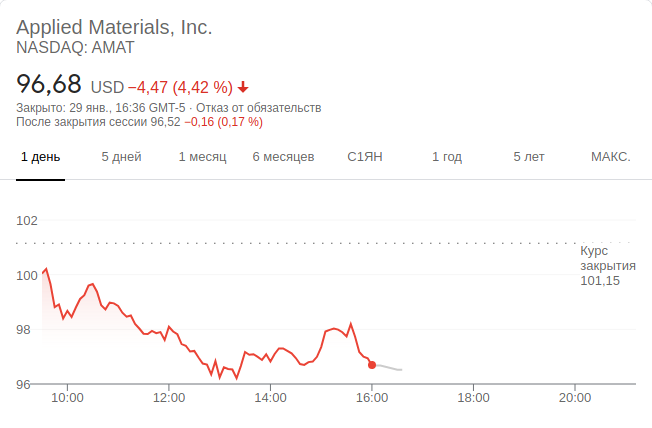 Applied Materials, Inc.
NASDAQ: AMAT
96,68 USD −4,47 (4,42 %)
Закрыто: 29 янв., 16:36 GMT-5 · Отказ от обязательств
После закрытия сессии 96,52 −0,16 (0,17 %)
1 день 5 дней 1 месяц 6 месяцев С1ЯН 1 год 5 лет МАКС.
102
Курс
закрытия
101,15
100
98
96
10:00 12:00 14:00 16:00 18:00 20:00